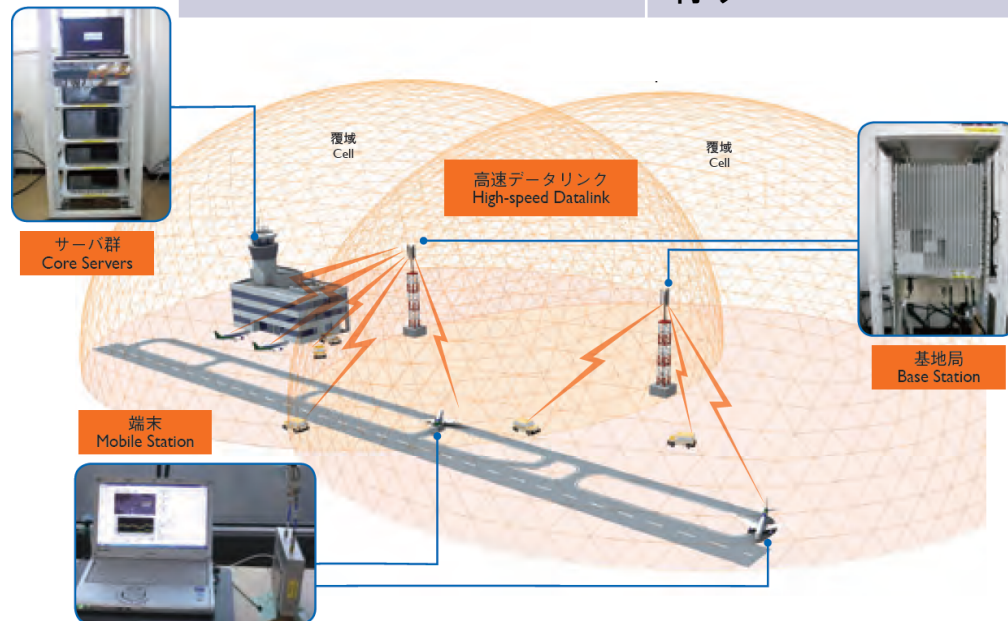 覆域
Cell
覆域
Cell
高速データリンク
High-speed Datalink
サーバ群
Core Servers
基地局
Base Station
端末
Mobile Station